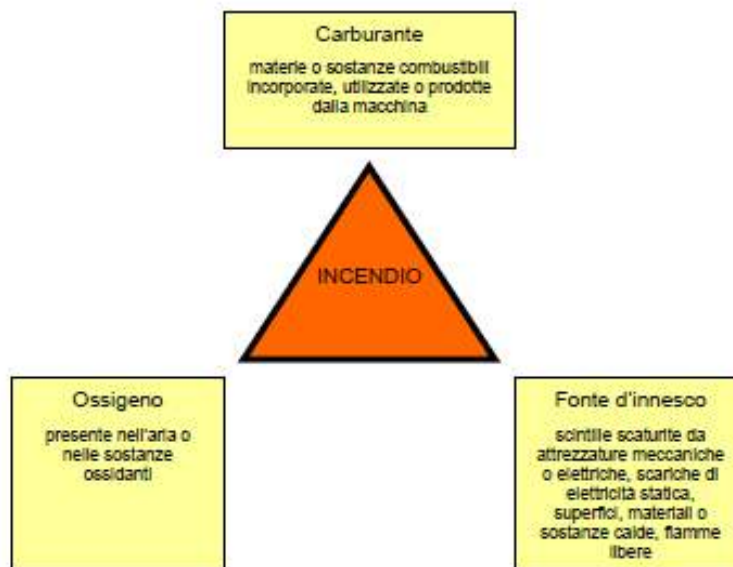 Carburante
materie o sostanze combustibili
incorporate, utilizzate o prodotte
dalla macchina
INCENDIO
Ossigeno
presente nell'aria o
nelle sostanze
ossidanti
Fonte d'innesco
scintille scaturite da
attrezzature meccaniche
o elettriche, scariche di
elettricità statica,
superfici, materiali o
sostanze calde, fiamme
libere